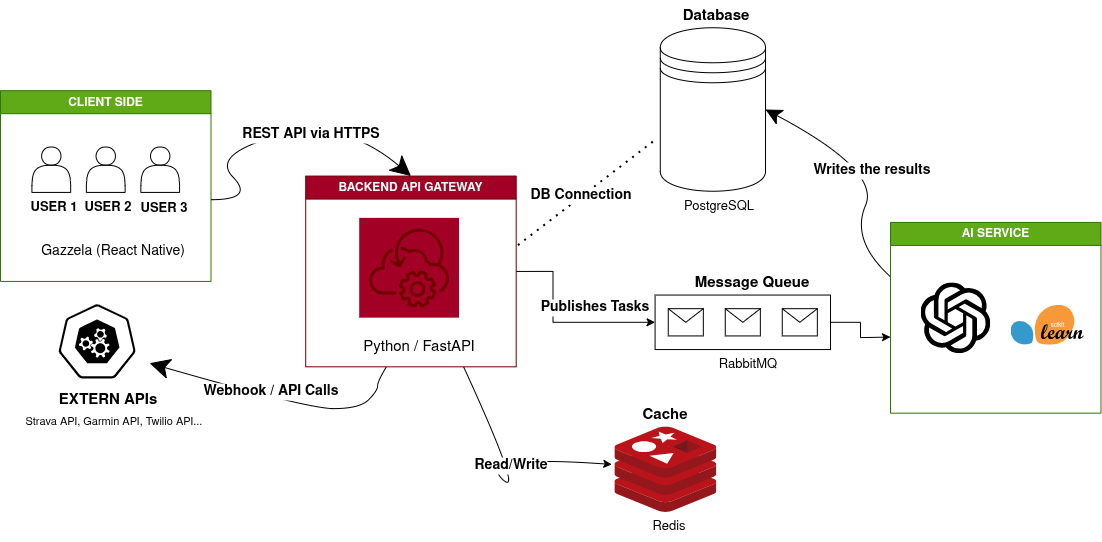 Database
CLIENT SIDE
REST API via HTTPS
Writes the results
BACKEND API GATEWAY
DB Connection
USER 1 USER 2 USER 3
PostgreSQL
AI SERVICE
Gazzela (React Native)
Message Queue
Publishes Tasks
scikit
learn
Python / FastAPI
RabbitMQ
Webhook / API Calls
EXTERN APIs
Strava API, Garmin API, Twilio API...
Cache
Read/Write
Redis